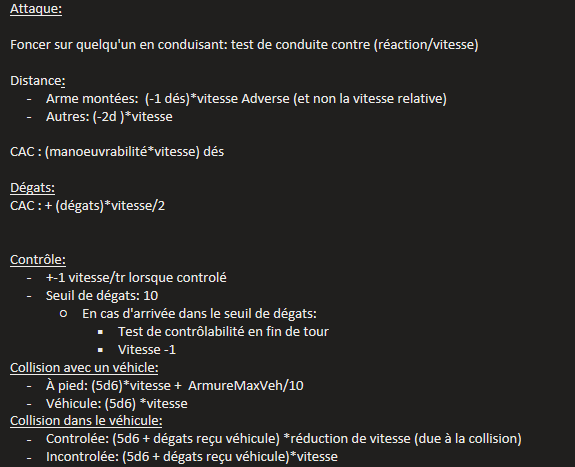 Attaque:
Foncer sur quelqu'un en conduisant: test de conduite contre (réaction/vitesse)
Distance:
- Arme montées:  (-1 dés)*vitesse Adverse (et non la vitesse relative)
- Autres: (-2d )*vitesse
CAC : (manoeuvrabilité*vitesse) dés
Dégats:
CAC : + (dégats)*vitesse/2
Contrôle:
- +-1 vitesse/tr lorsque controlé
- Seuil de dégats: 10
○ En cas d'arrivée dans le seuil de dégats:
▪ Test de contrôlabilité en fin de tour
▪ Vitesse -1
Collision avec un véhicle:
- À pied: (5d6)*vitesse +  ArmureMaxVeh/10
- Véhicule: (5d6) *vitesse
Collision dans le véhicule:
- Controlée: (5d6 + dégats reçu véhicule) *réduction de vitesse (due à la collision)
- Incontrolée: (5d6 + dégats reçu véhicule)*vitesse